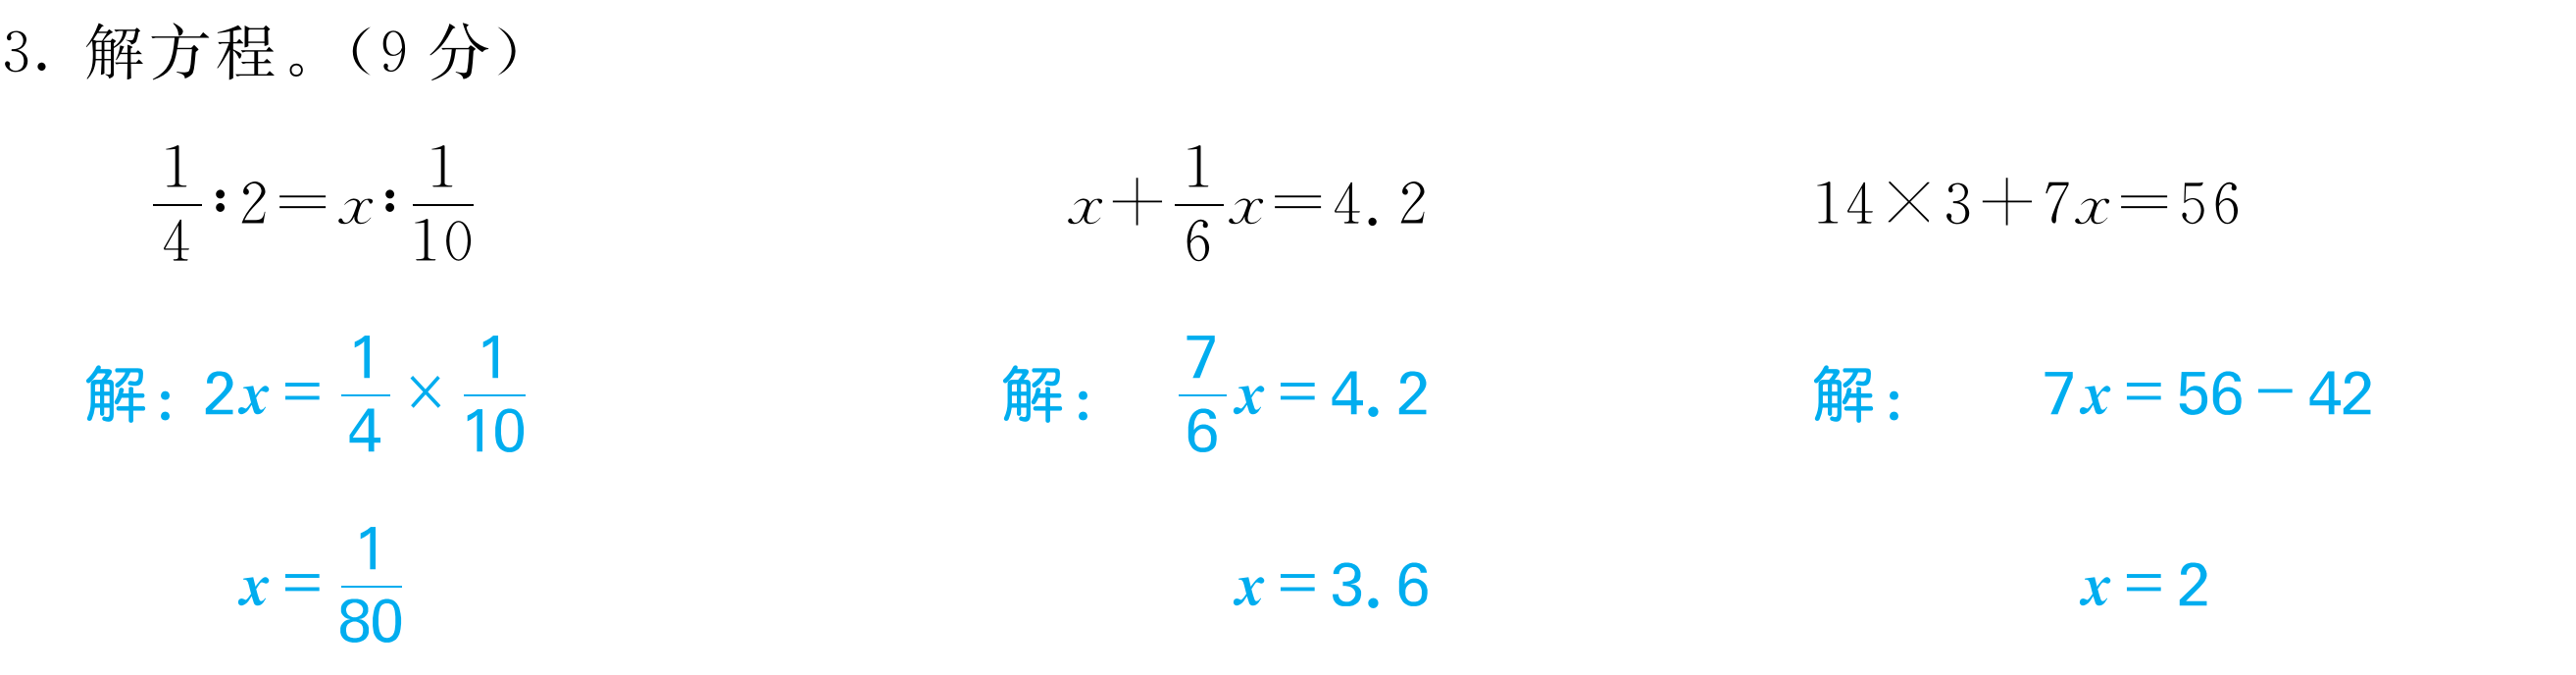 3. 解方程。(9 分)
1/4 : 2 = x : 1/10    x + 1/6 x = 4.2    14 × 3 + 7x = 56
解: 2x = 1/4 × 1/10    解: 7/6 x = 4.2    解: 7x = 56 − 42
x = 1/80    x = 3.6    x = 2